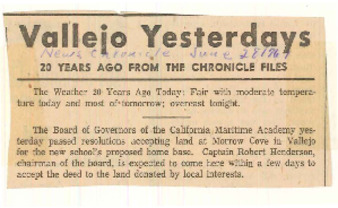 Vallejo Yesterdays
News Chronicle June 28 1961
20 YEARS AGO FROM THE CHRONICLE FILES
The Weather 20 Years Ago Today: Fair with moderate tempera-
ture today and most of tomorrow; overcast tonight.
The Board of Governors of the California Maritime Academy yes-
terday passed resolutions accepting land at Morrow Cove in Vallejo
for the new school's proposed home base. Captain Robert Henderson,
chairman of the board, is expected to come here within a few days to
accept the deed to the land donated by local interests.